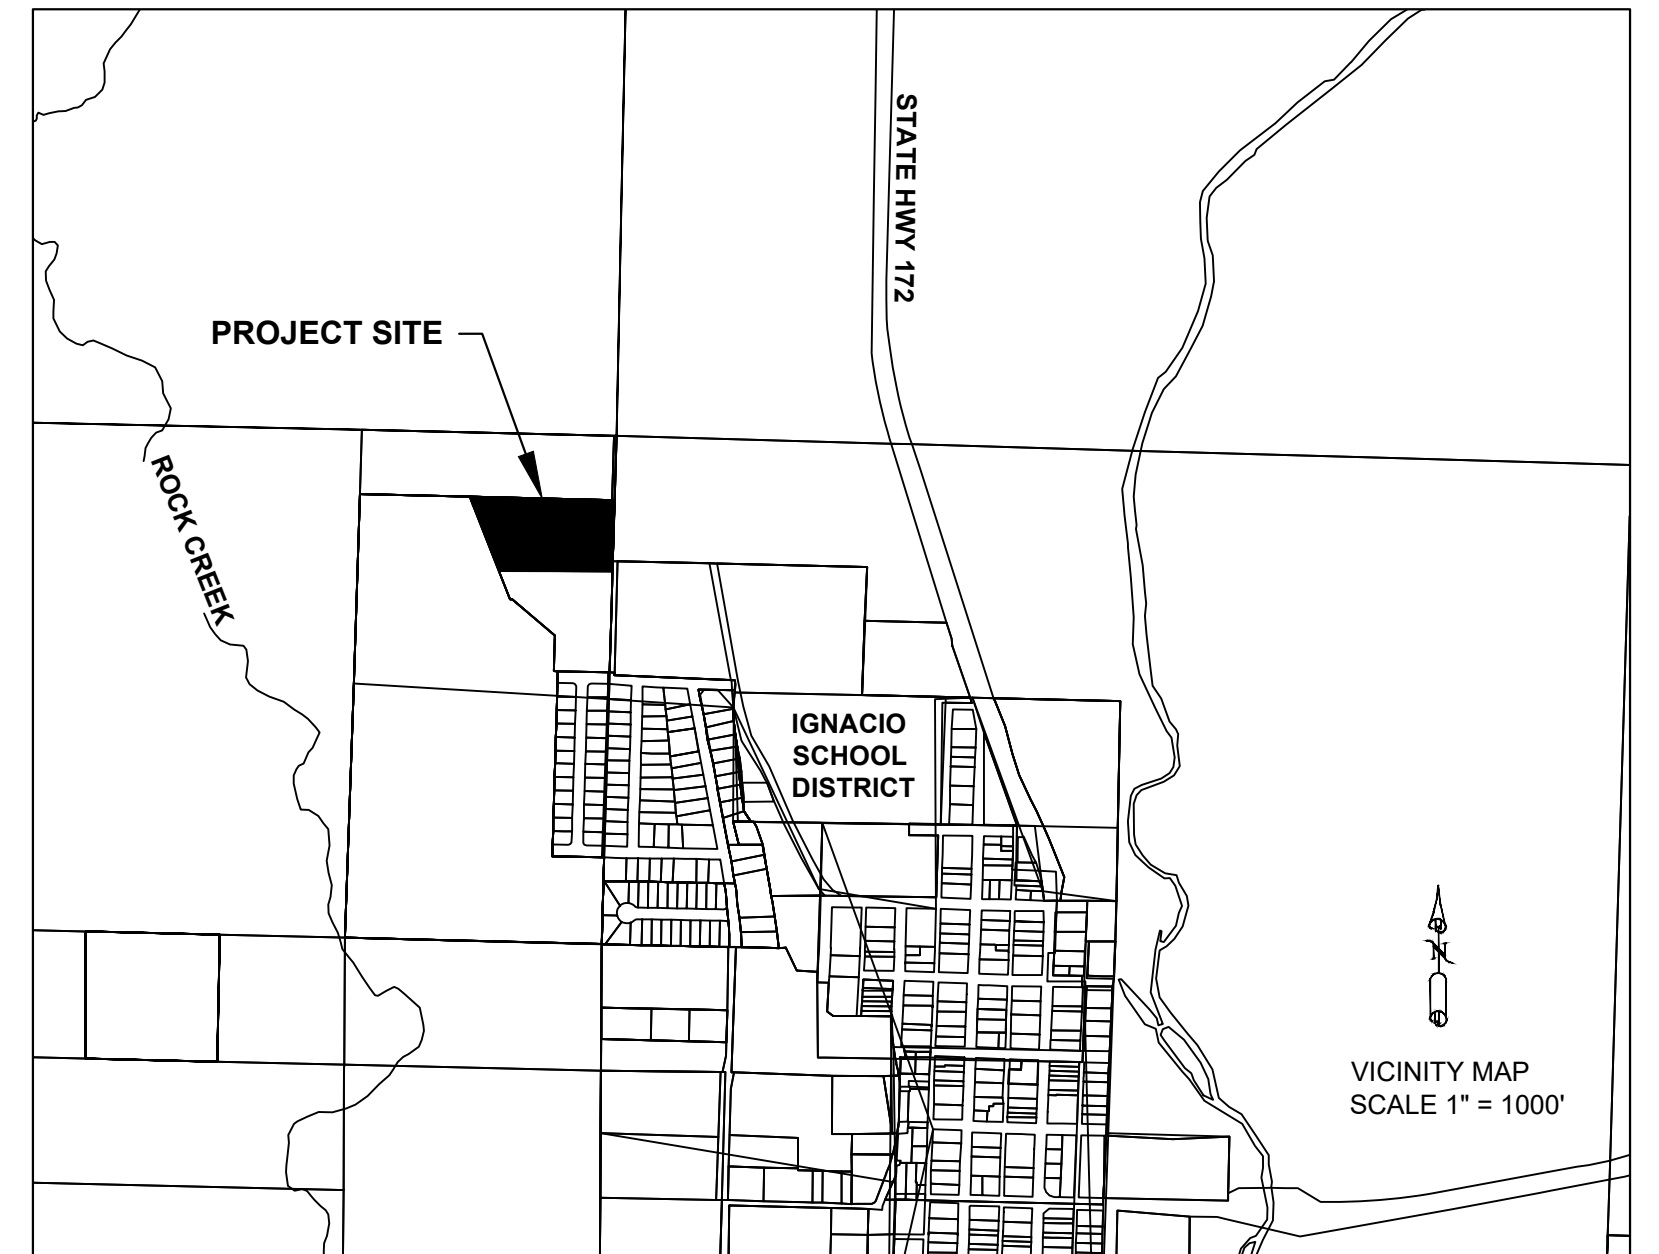 STATE HWY 172
PROJECT SITE
ROCK CREEK
IGNACIO
SCHOOL
DISTRICT
N
VICINITY MAP
SCALE 1" = 1000'